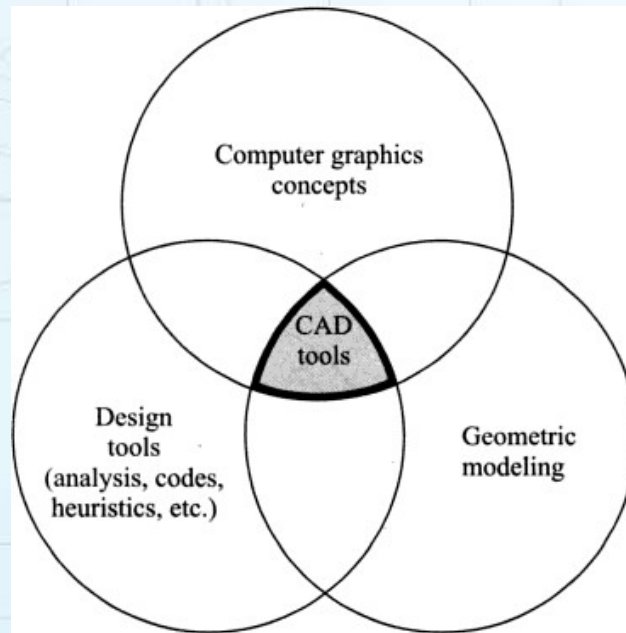 Computer graphics
concepts
CAD
tools
Design
tools
(analysis, codes,
heuristics, etc.)
Geometric
modeling